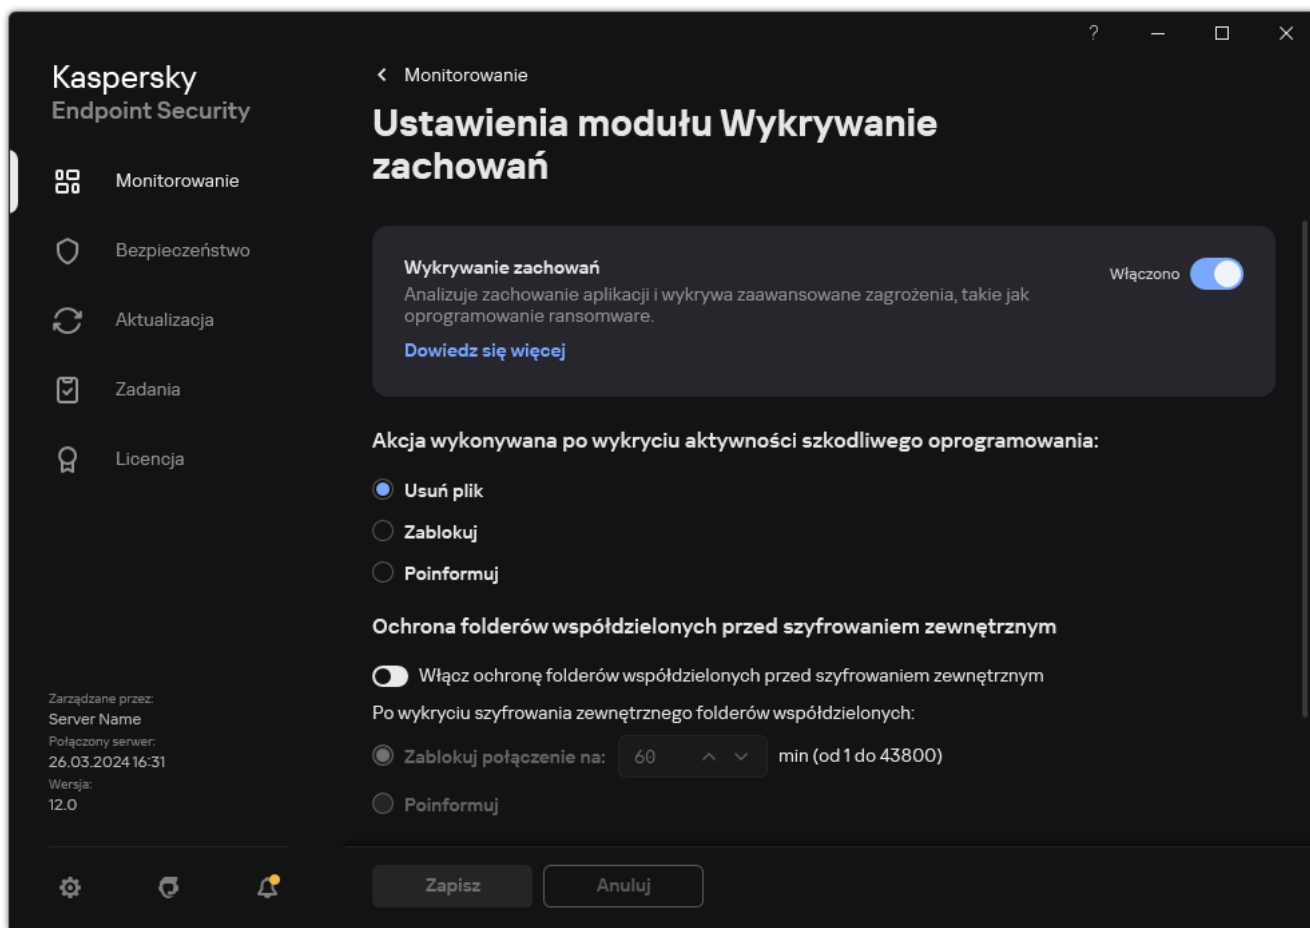 ?
Kaspersky
Endpoint Security
Monitorowanie
Bezpieczeństwo
Aktualizacja
Zadania
Licencja
Zarządzane przez:
Server Name
Połączony serwer:
26.03.2024 16:31
Wersja:
12.0
Monitorowanie
Ustawienia modułu Wykrywanie
zachowań
Wykrywanie zachowań
Włączono
Analizuje zachowanie aplikacji i wykrywa zaawansowane zagrożenia, takie jak
oprogramowanie ransomware.
Dowiedz się więcej
Akcja wykonywana po wykryciu aktywności szkodliwego oprogramowania:
Usuń plik
Zablokuj
Poinformuj
Ochrona folderów współdzielonych przed szyfrowaniem zewnętrznym
Włącz ochronę folderów współdzielonych przed szyfrowaniem zewnętrznym
Po wykryciu szyfrowania zewnętrznego folderów współdzielonych:
Zablokuj połączenie na: 60 min (od 1 do 43800)
Poinformuj
Zapisz
Anuluj